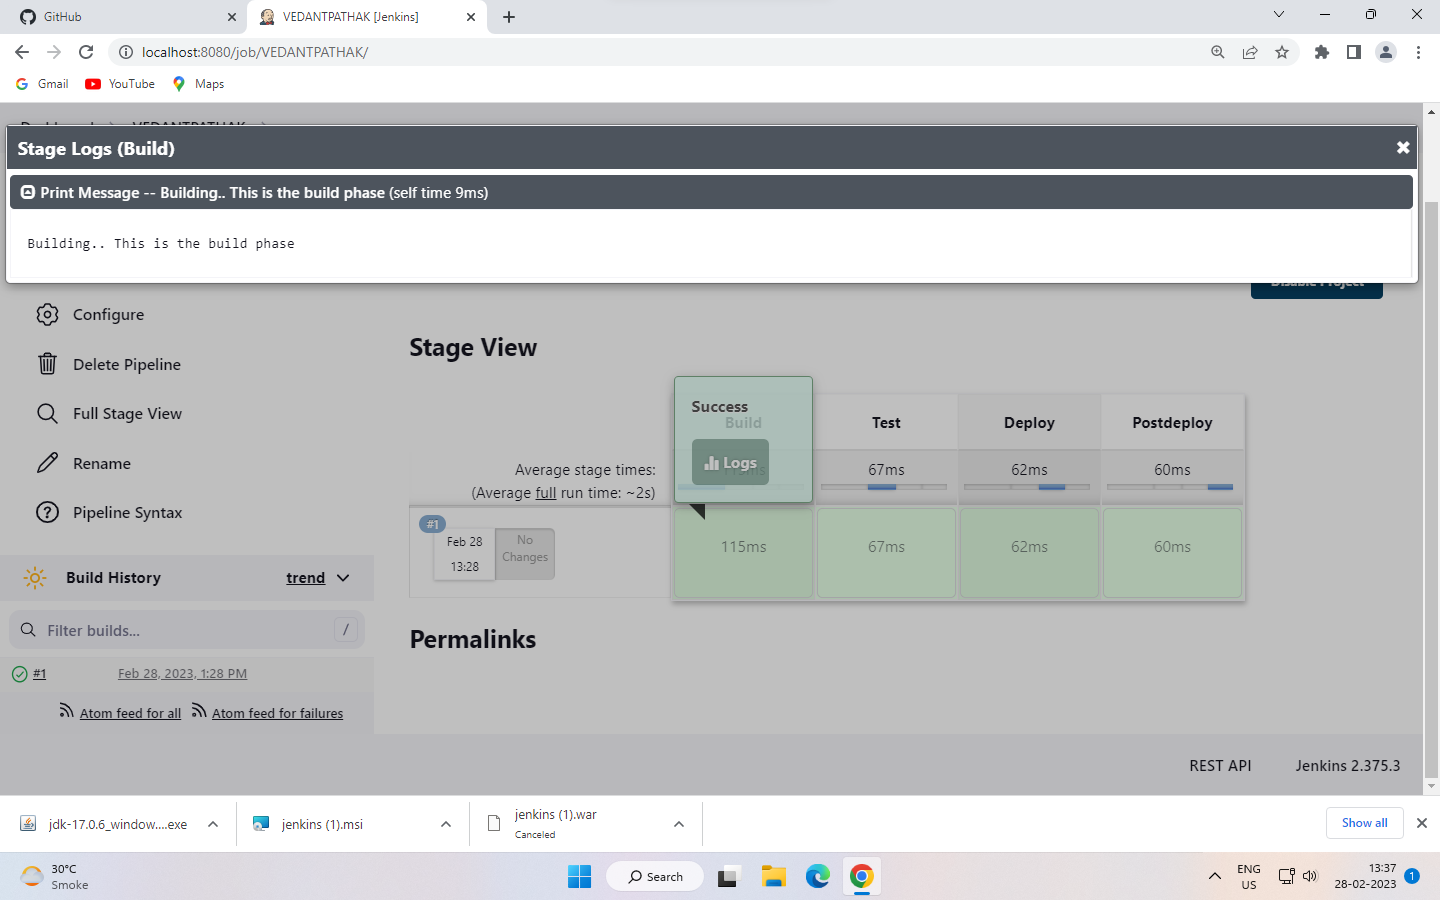 GitHub
VEDANTPATHAK [Jenkins]
localhost:8080/job/VEDANTPATHAK/
Gmail
YouTube
Maps
Stage Logs (Build)
Print Message -- Building.. This is the build phase (self time 9ms)
Building.. This is the build phase
Disable Project
Configure
Delete Pipeline
Full Stage View
Rename
Pipeline Syntax
Build History
trend
Filter builds...
/
#1
Feb 28, 2023, 1:28 PM
Atom feed for all
Atom feed for failures
Stage View
Success
Build
Logs
Test
Deploy
Postdeploy
Average stage times:
(Average full run time: ~2s)
67ms
62ms
60ms
#1
Feb 28
13:28
No
Changes
115ms
67ms
62ms
60ms
Permalinks
REST API
Jenkins 2.375.3
jdk-17.0.6_window....exe
jenkins (1).msi
jenkins (1).war
Canceled
Show all
30°C
Smoke
Search
ENG
US
13:37
28-02-2023
1